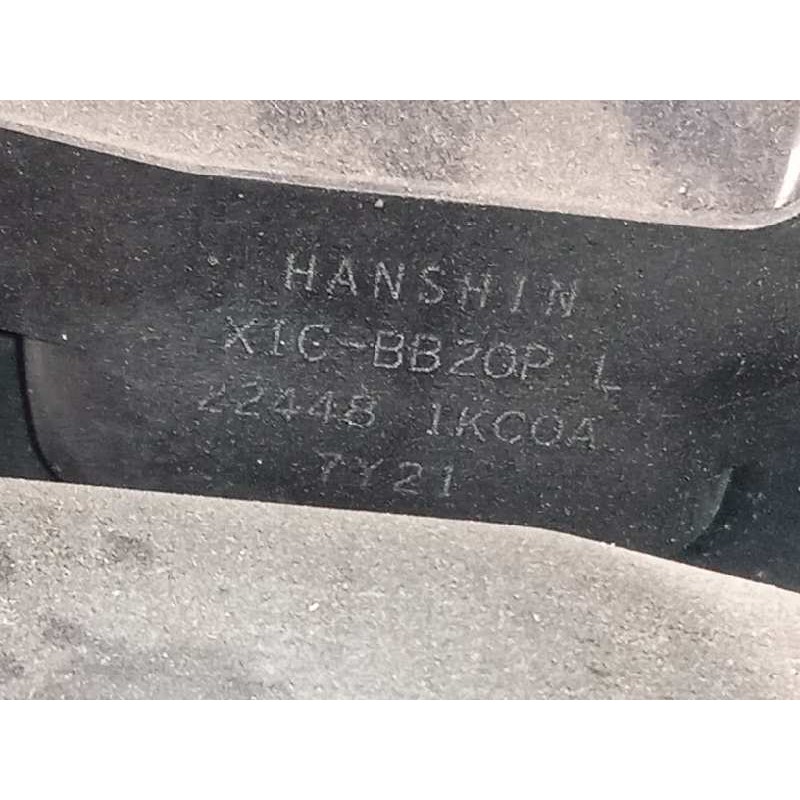 HANSHIN
X1C-BB20P L
22448 1KC0A
7Y21